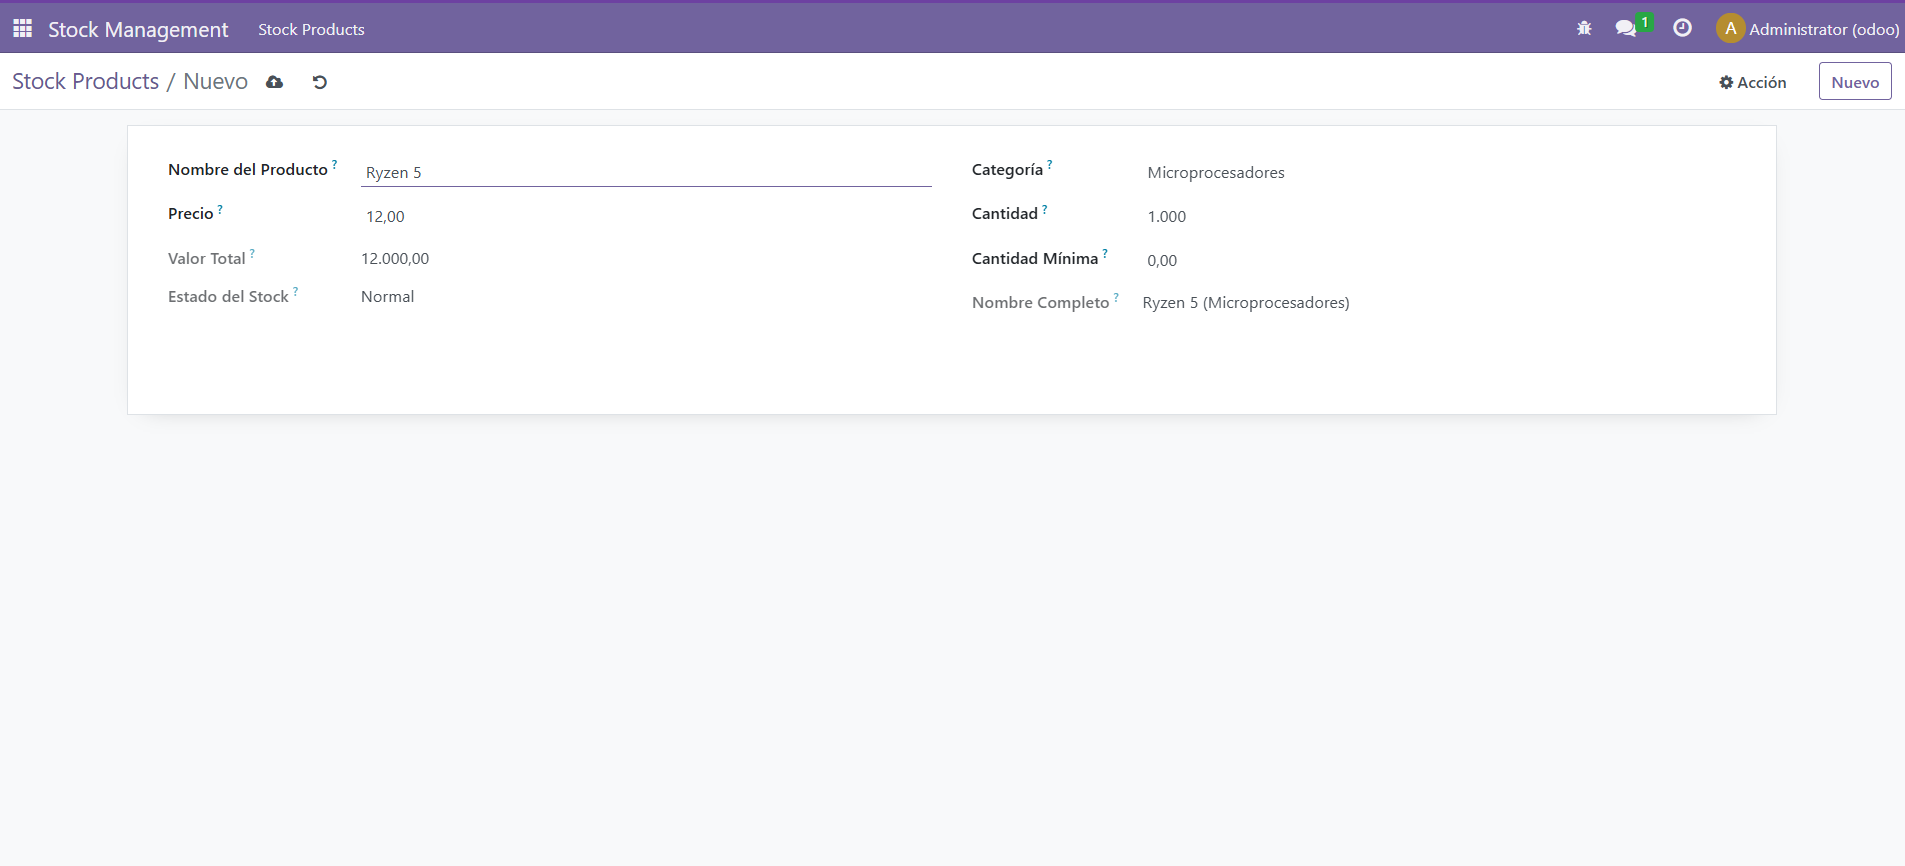 Stock Management Stock Products 1 A Administrator (odoo)
Stock Products / Nuevo Acción Nuevo
Nombre del Producto ? Ryzen 5
Precio ? 12,00
Valor Total ? 12.000,00
Estado del Stock ? Normal
Categoría ? Microprocesadores
Cantidad ? 1.000
Cantidad Mínima ? 0,00
Nombre Completo ? Ryzen 5 (Microprocesadores)